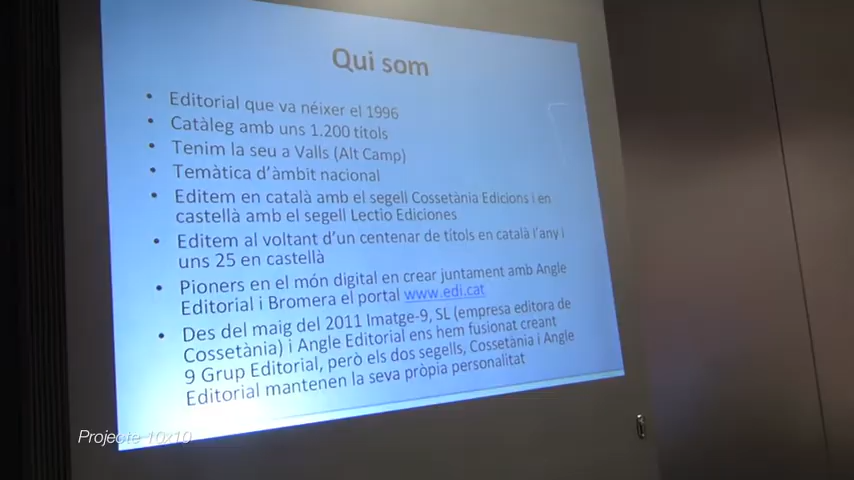 Qui som
• Editorial que va néixer el 1996
• Catàleg amb uns 1.200 títols
• Tenim la seu a Valls (Alt Camp)
• Temàtica d'àmbit nacional
• Editem en català amb el segell Cossetània Edicions i en
castellà amb el segell Lectio Ediciones
• Editem al voltant d'un centenar de títols en català l'any i
uns 25 en castellà
• Pioners en el món digital en crear juntament amb Angle
Editorial i Bromera el portal www.edi.cat
• Des del maig del 2011 Imatge-9, SL (empresa editora de
Cossetània) i Angle Editorial ens hem fusionat creant
9 Grup Editorial, però els dos segells, Cossetània i Angle
Editorial mantenen la seva pròpia personalitat
Projecte 10x10